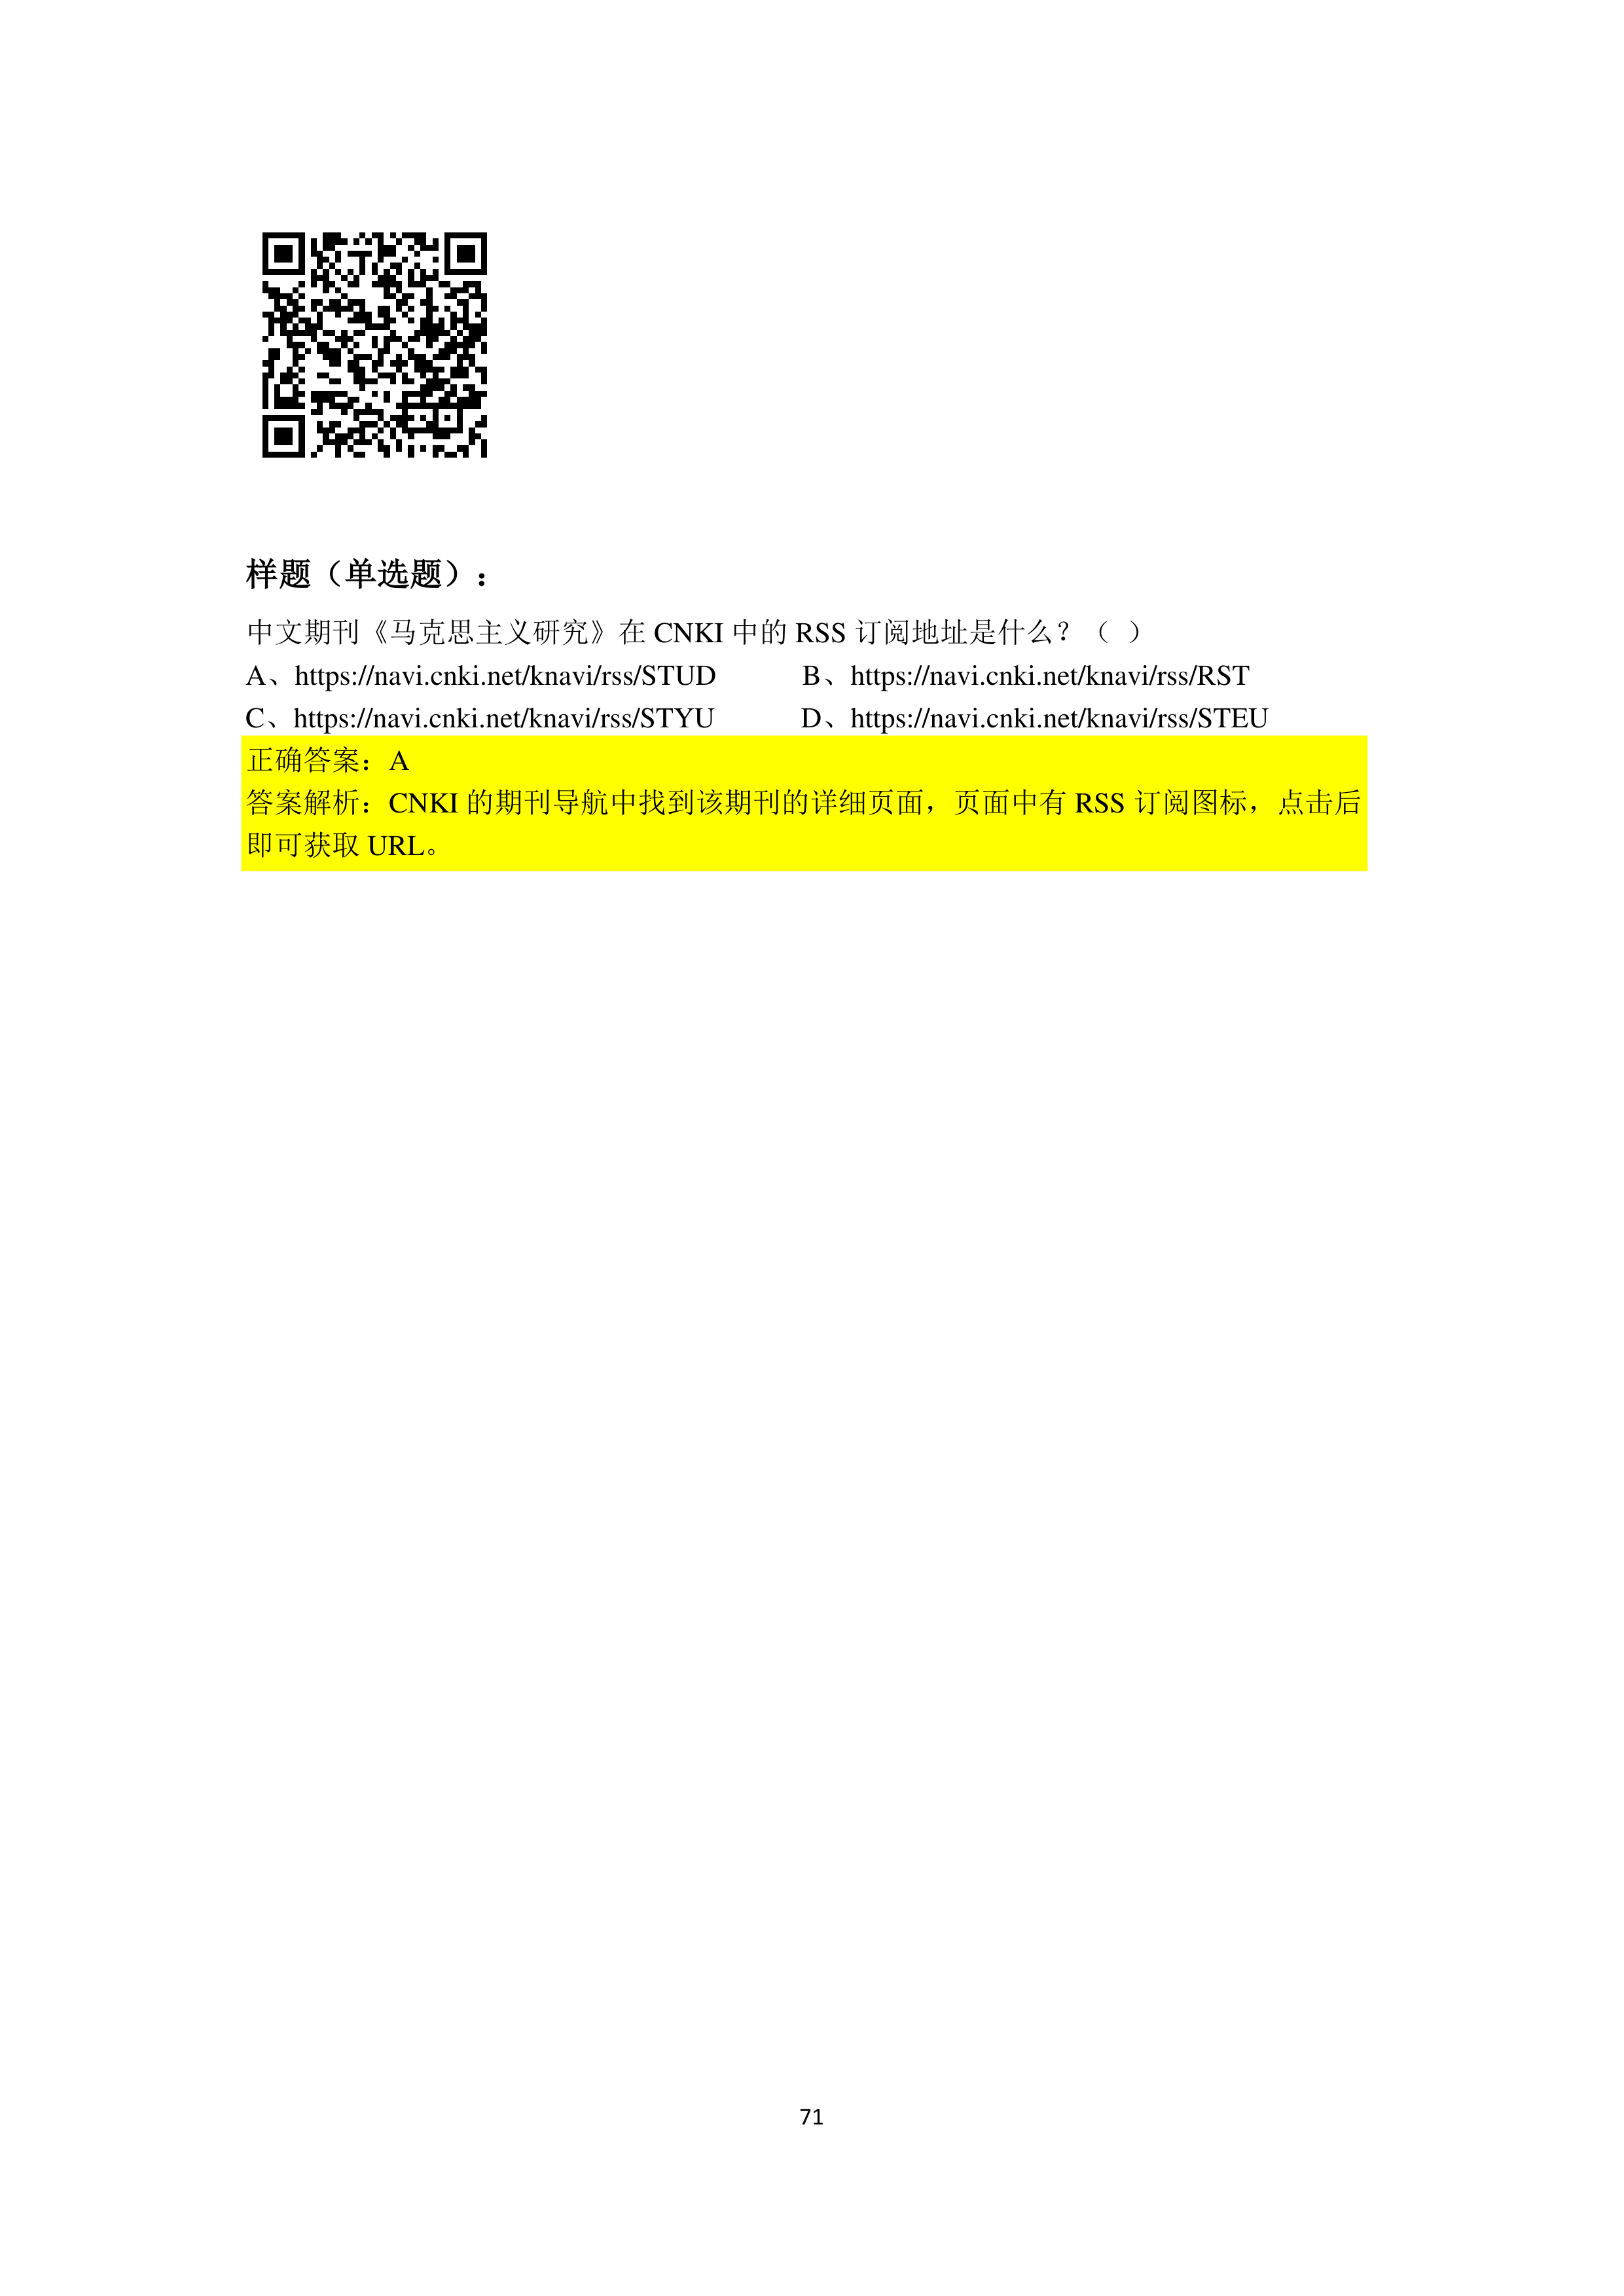 样题（单选题）：
中文期刊《马克思主义研究》在 CNKI 中的 RSS 订阅地址是什么？（ ）
A、https://navi.cnki.net/knavi/rss/STUD B、https://navi.cnki.net/knavi/rss/RST
C、https://navi.cnki.net/knavi/rss/STYU D、https://navi.cnki.net/knavi/rss/STEU
正确答案：A
答案解析：CNKI 的期刊导航中找到该期刊的详细页面，页面中有 RSS 订阅图标，点击后
即可获取 URL。
71